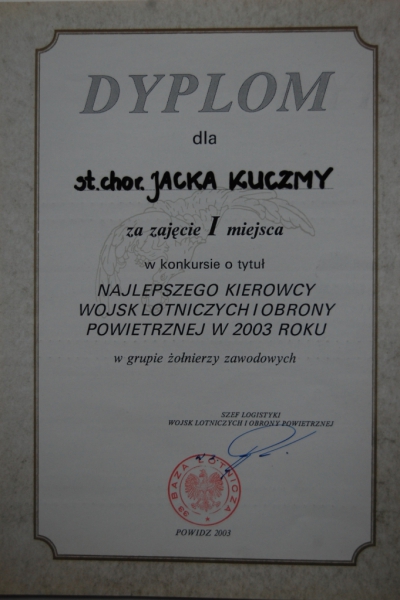 DYPLOM
dla
st.chor. JACKA KUCZMY
za zajęcie I miejsca
w konkursie o tytuł
NAJLEPSZEGO KIEROWCY
WOJSK LOTNICZYCH I OBRONY
POWIETRZNEJ W 2003 ROKU
w grupie żołnierzy zawodowych
SZEF LOGISTYKI
WOJSK LOTNICZYCH I OBRONY POWIETRZNEJ
33 BAZA LOTNICZA
POWIDZ 2003